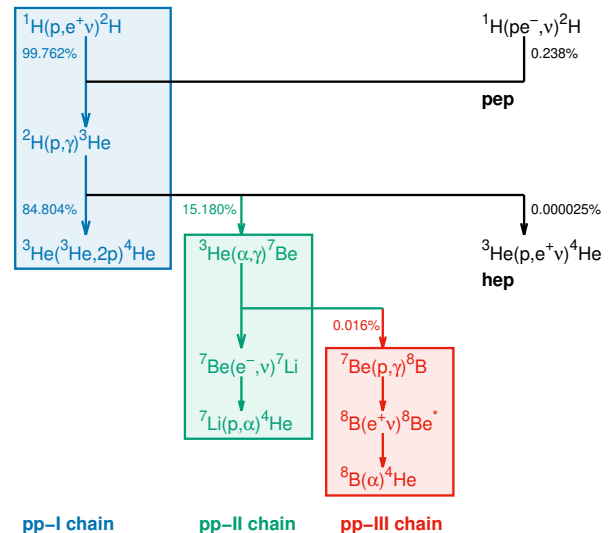 ¹H(p,e⁺ν)²H
¹H(pe⁻,ν)²H
99.762%
0.238%
pep
²H(p,γ)³He
84.804%
15.180%
0.000025%
³He(³He,2p)⁴He
³He(α,γ)⁷Be
³He(p,e⁺ν)⁴He
hep
0.016%
⁷Be(e⁻,ν)⁷Li
⁷Be(p,γ)⁸B
⁷Li(p,α)⁴He
⁸B(e⁺ν)⁸Be*
⁸B(α)⁴He
pp−I chain
pp−II chain
pp−III chain